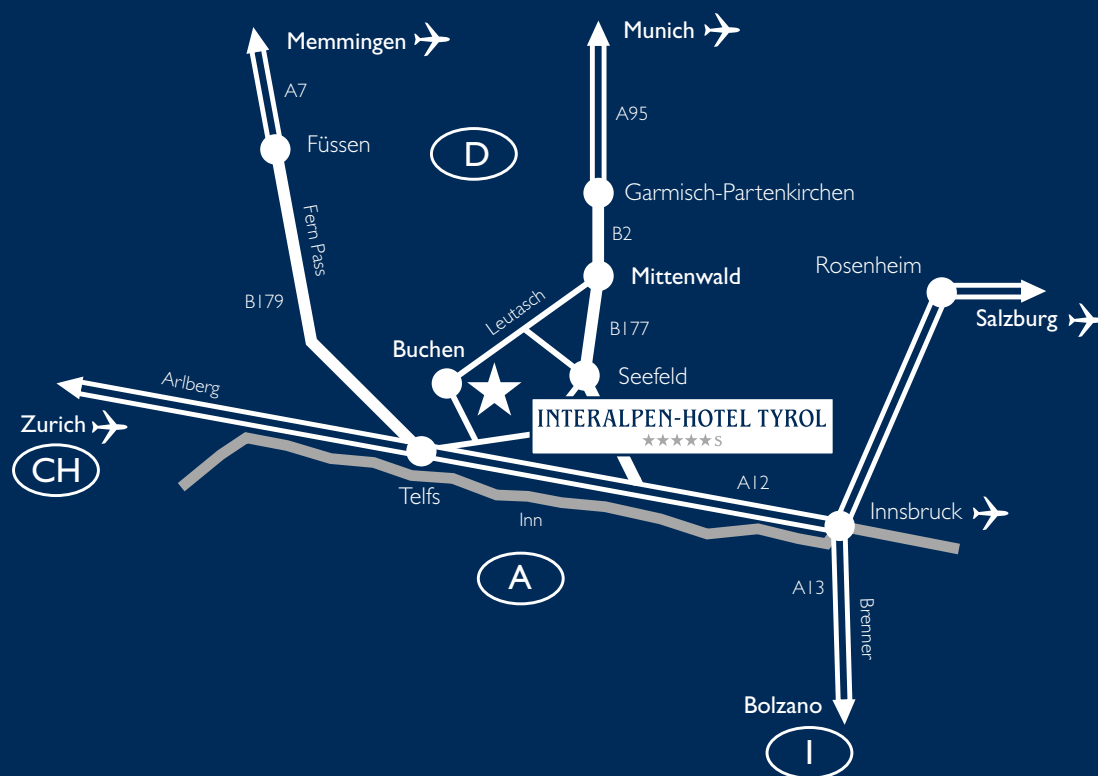 Memmingen
Munich
A7
A95
Füssen
D
Garmisch-Partenkirchen
Fern Pass
B2
Rosenheim
Mittenwald
B179
Leutasch
Salzburg
B177
Buchen
Seefeld
Arlberg
INTERALPEN-HOTEL TYROL
★★★★★S
Zurich
CH
A12
Telfs
Innsbruck
Inn
A
A13
Brenner
Bolzano
I